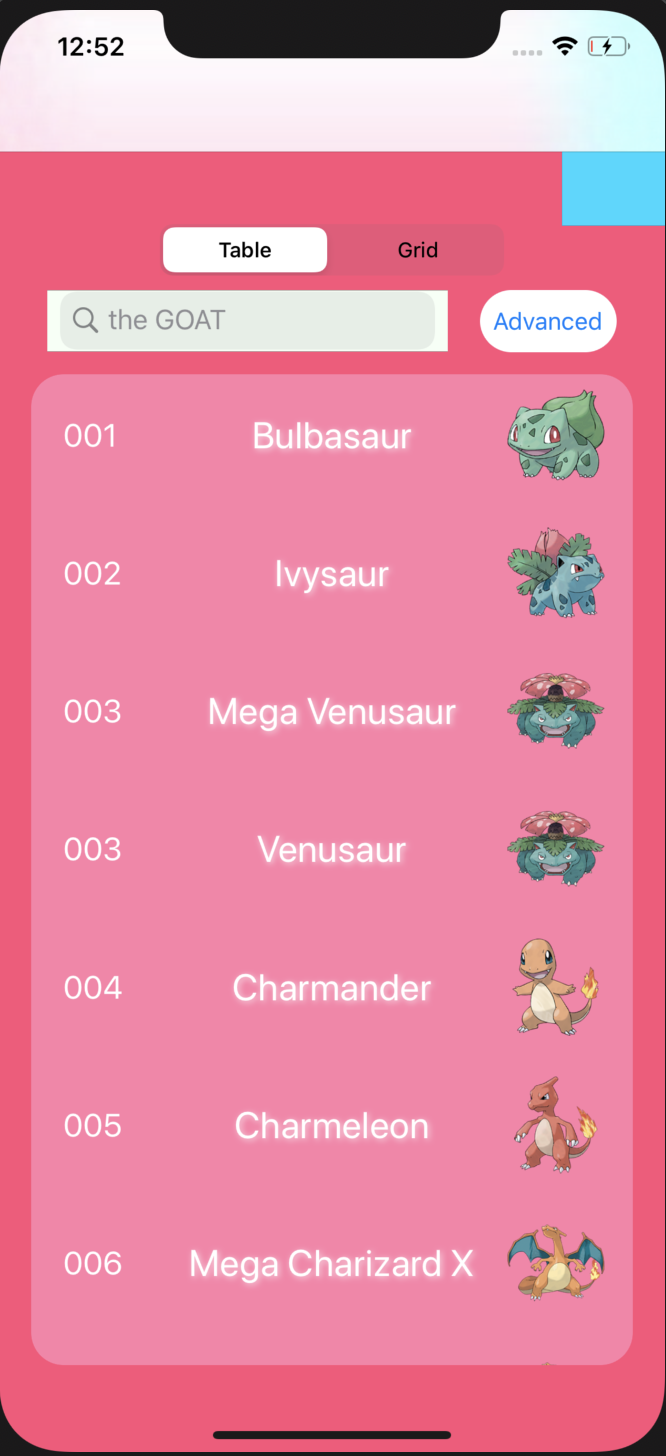 12:52
Table Grid
the GOAT Advanced
001 Bulbasaur
002 Ivysaur
003 Mega Venusaur
003 Venusaur
004 Charmander
005 Charmeleon
006 Mega Charizard X